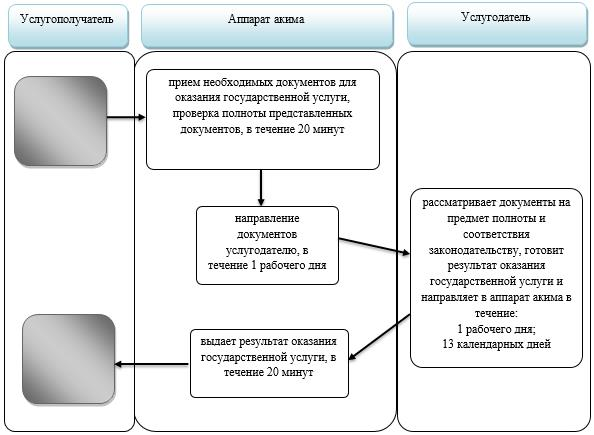 Услугополучатель
Аппарат акима
Услугодатель
прием необходимых документов для
оказания государственной услуги,
проверка полноты представленных
документов, в течение 20 минут
направление
документов
услугодателю, в
течение 1 рабочего дня
рассматривает документы на
предмет полноты и
соответствия
законодательству, готовит
результат оказания
государственной услуги и
направляет в аппарат акима в
течение:
1 рабочего дня;
13 календарных дней
выдает результат оказания
государственной услуги, в
течение 20 минут